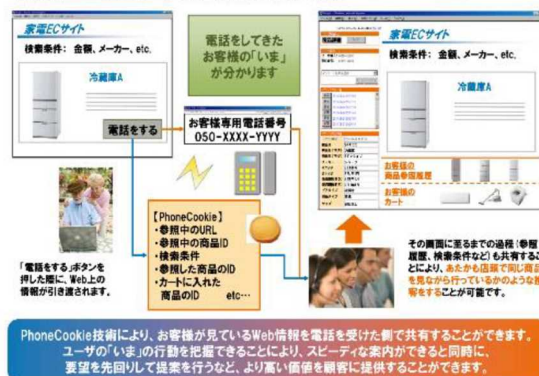 家電ECサイト
検索条件: 金額、メーカー、etc.
冷蔵庫A
電話をする
電話をしてきた
お客様の「いま」
が分かります
お客様専用電話番号
050-XXXX-YYYY
【PhoneCookie】
・参照中のURL
・参照中の商品ID
・検索条件
・参照した商品のID
・カートに入れた
商品のID etc…
「電話をする」ボタンを
押した際に、Web上の
情報が引き渡されます。
家電ECサイト
検索条件: 金額、メーカー、etc.
冷蔵庫A
お客様の
商品参照履歴
お客様の
カート
その画面に至るまでの過程(参照
履歴、検索条件など)も共有するこ
とにより、あたかも店頭で同じ商品
を見ながら行っているかのような接
客をすることが可能です。
PhoneCookie技術により、お客様が見ているWeb情報を電話を受けた側で共有することができます。
ユーザの「いま」の行動を把握できることにより、スピーディな案内ができると同時に、
要望を先回りして提案を行うなど、より高い価値を顧客に提供することができます。